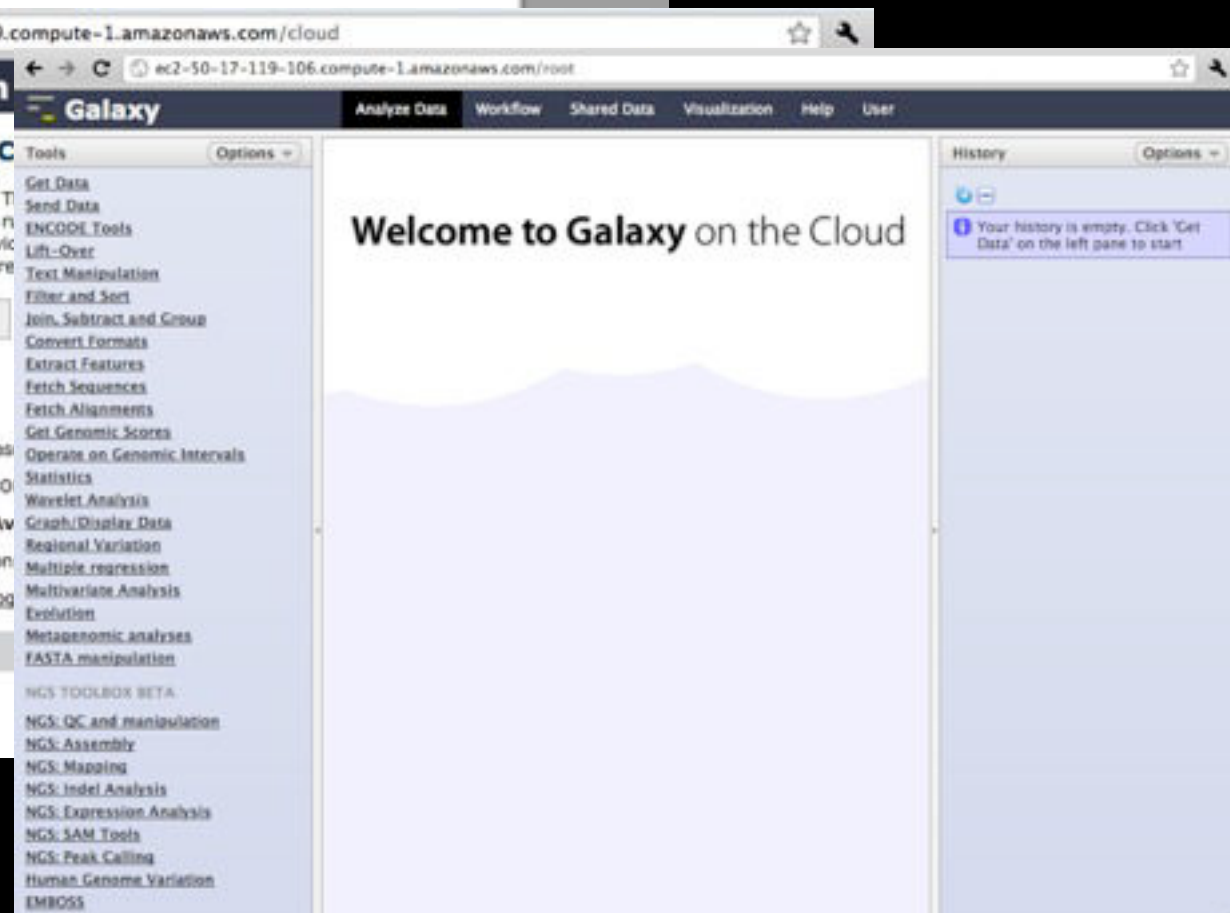 .compute-1.amazonaws.com/cloud
ec2-50-17-119-106.compute-1.amazonaws.com/root
Galaxy
Analyze Data Workflow Shared Data Visualization Help User
Tools Options
Get Data
Send Data
ENCODE Tools
Lift-Over
Text Manipulation
Filter and Sort
Join, Subtract and Group
Convert Formats
Extract Features
Fetch Sequences
Fetch Alignments
Get Genomic Scores
Operate on Genomic Intervals
Statistics
Wavelet Analysis
Graph/Display Data
Regional Variation
Multiple regression
Multivariate Analysis
Evolution
Metagenomic analyses
FASTA manipulation
NGS TOOLBOX BETA
NGS: QC and manipulation
NGS: Assembly
NGS: Mapping
NGS: Indel Analysis
NGS: Expression Analysis
NGS: SAM Tools
NGS: Peak Calling
Human Genome Variation
EMBOSS
Welcome to Galaxy on the Cloud
History Options
Your history is empty. Click 'Get
Data' on the left pane to start